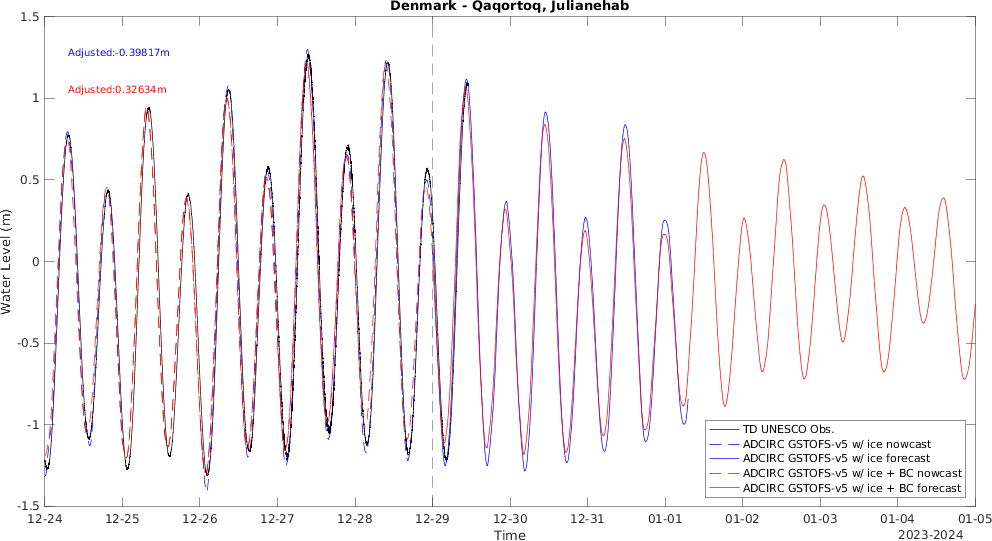 Denmark - Qaqortoq, Julianehab
Adjusted:-0.39817m
Adjusted:0.32634m
Water Level (m)
1.5
1
0.5
0
-0.5
-1
-1.5
12-24
12-25
12-26
12-27
12-28
12-29
12-30
12-31
01-01
01-02
01-03
01-04
01-05
Time
2023-2024
TD UNESCO Obs.
ADCIRC GSTOFS-v5 w/ ice nowcast
ADCIRC GSTOFS-v5 w/ ice forecast
ADCIRC GSTOFS-v5 w/ ice + BC nowcast
ADCIRC GSTOFS-v5 w/ ice + BC forecast